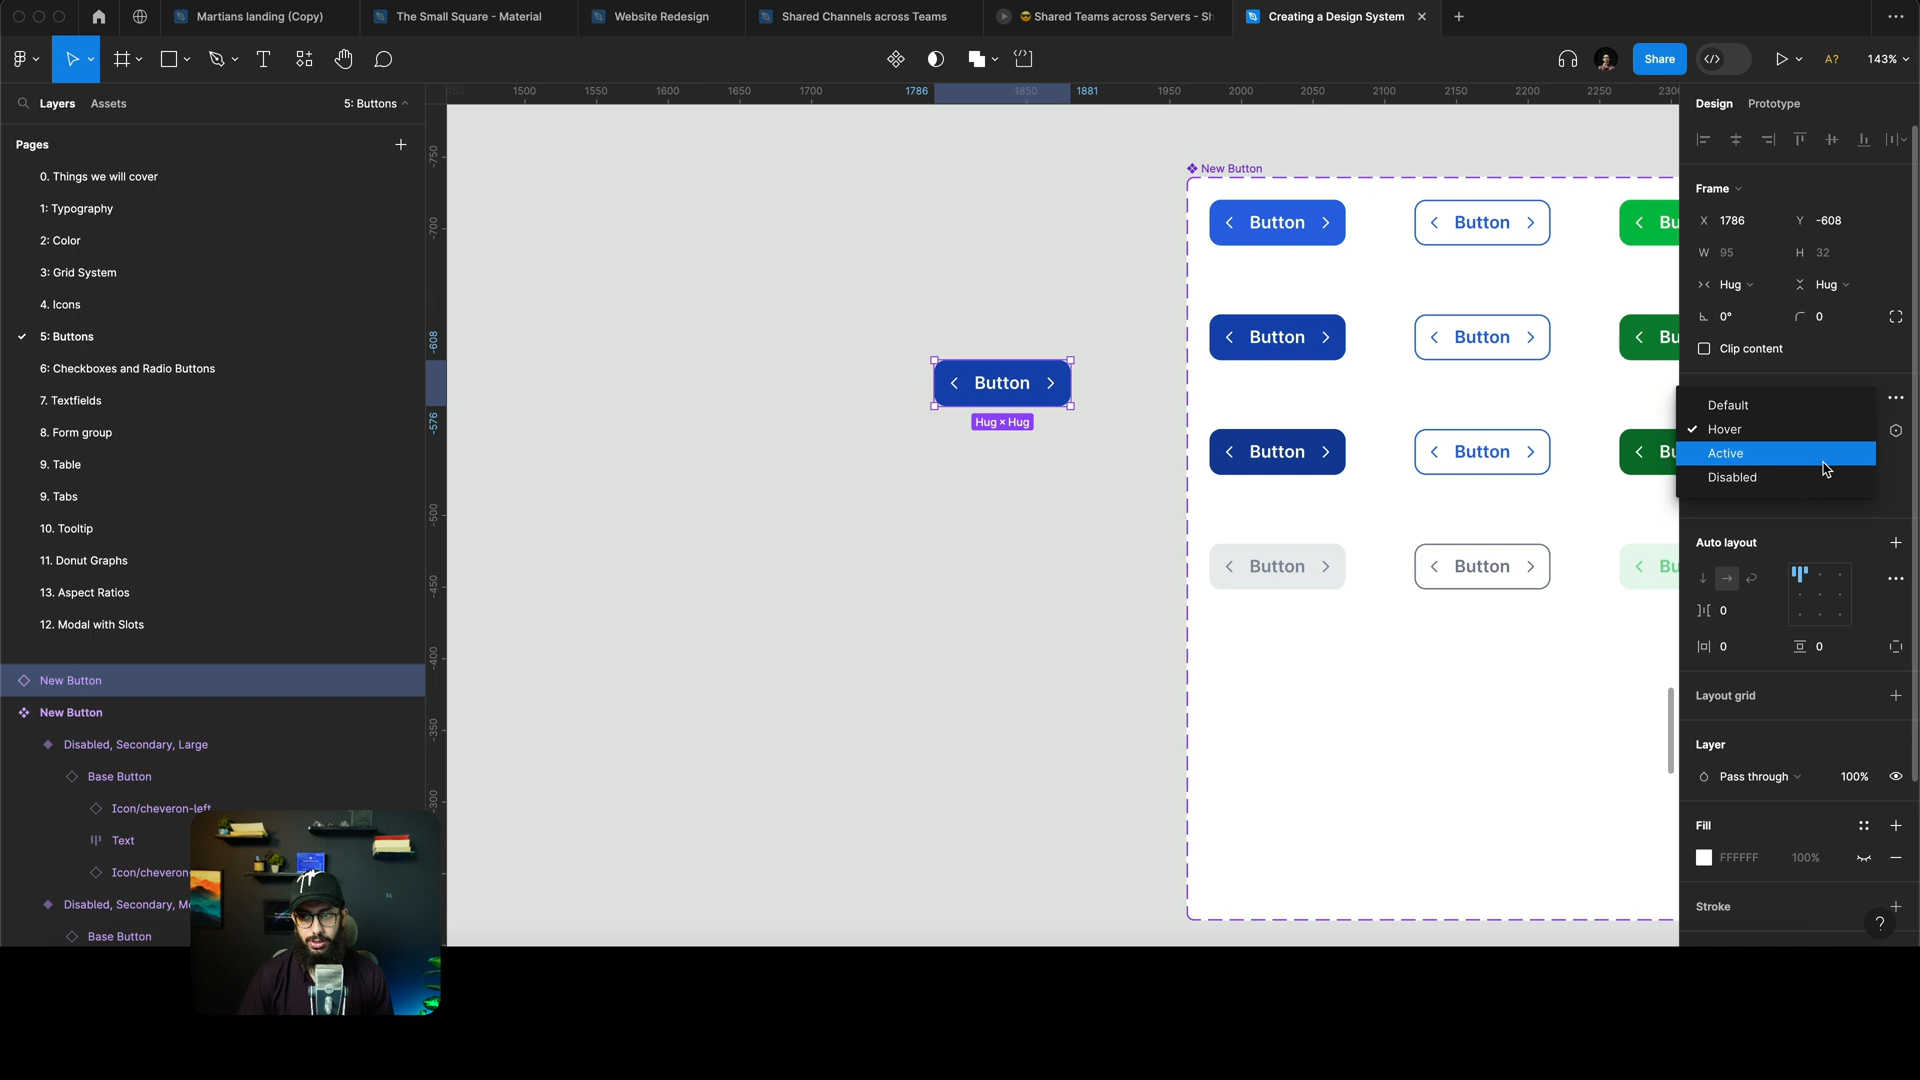 Martians landing (Copy)
The Small Square - Material
Website Redesign
Shared Channels across Teams
Shared Teams across Servers - Sh
Creating a Design System
Share
A?
143%
Layers
Assets
5: Buttons
Pages
0. Things we will cover
1: Typography
2: Color
3: Grid System
4. Icons
5: Buttons
6: Checkboxes and Radio Buttons
7. Textfields
8. Form group
9. Table
9. Tabs
10. Tooltip
11. Donut Graphs
13. Aspect Ratios
12. Modal with Slots
New Button
New Button
Disabled, Secondary, Large
Base Button
Icon/cheveron-left
Text
Icon/cheveron-
Disabled, Secondary, Me
Base Button
1500
1550
1600
1650
1700
1786
1850
1881
1950
2000
2050
2100
2150
2200
2250
2300
-750
-700
-608
-576
-500
-450
-400
-350
-300
Button
Hug × Hug
New Button
Button
Button
Bu
Button
Button
Bu
Button
Button
Bu
Button
Button
Bu
Design
Prototype
Frame
X 1786
Y -608
W 95
H 32
Hug
Hug
0°
0
Clip content
Default
Hover
Active
Disabled
Auto layout
0
0
0
Layout grid
Layer
Pass through
100%
Fill
FFFFFF
100%
Stroke
?